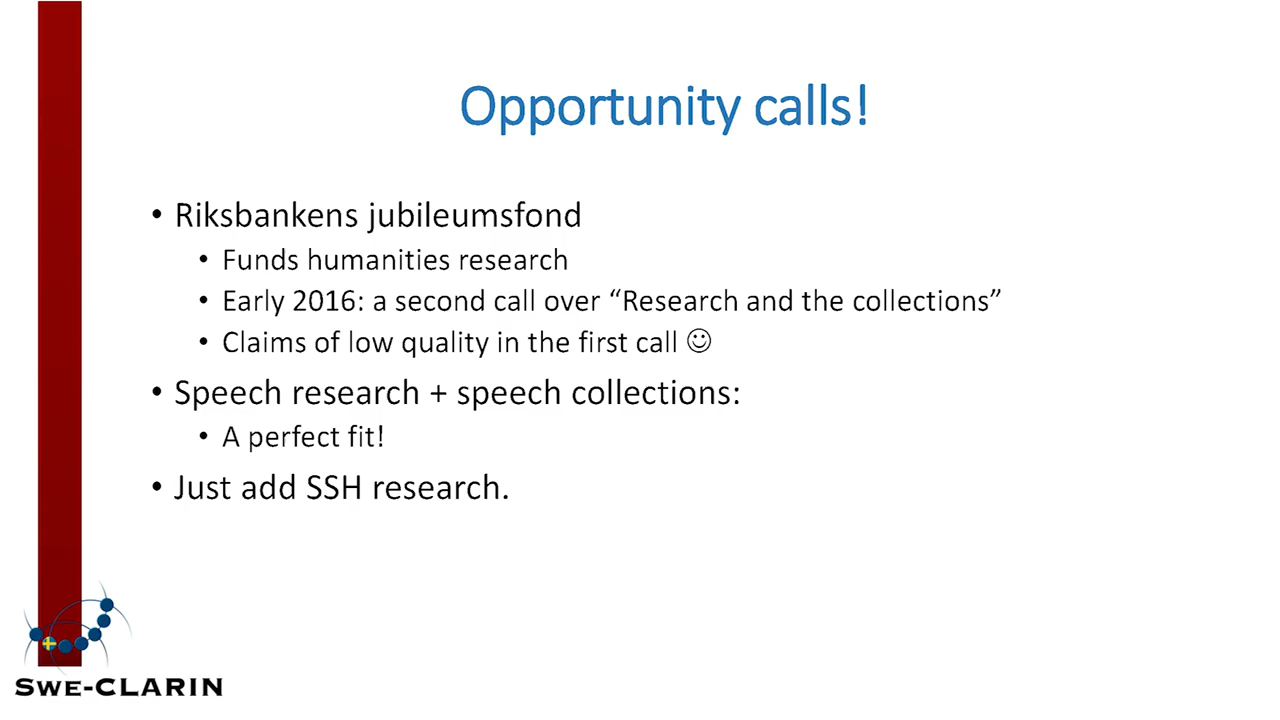 Opportunity calls!
• Riksbankens jubileumsfond
• Funds humanities research
• Early 2016: a second call over “Research and the collections”
• Claims of low quality in the first call ☺
• Speech research + speech collections:
• A perfect fit!
• Just add SSH research.
SWE-CLARIN